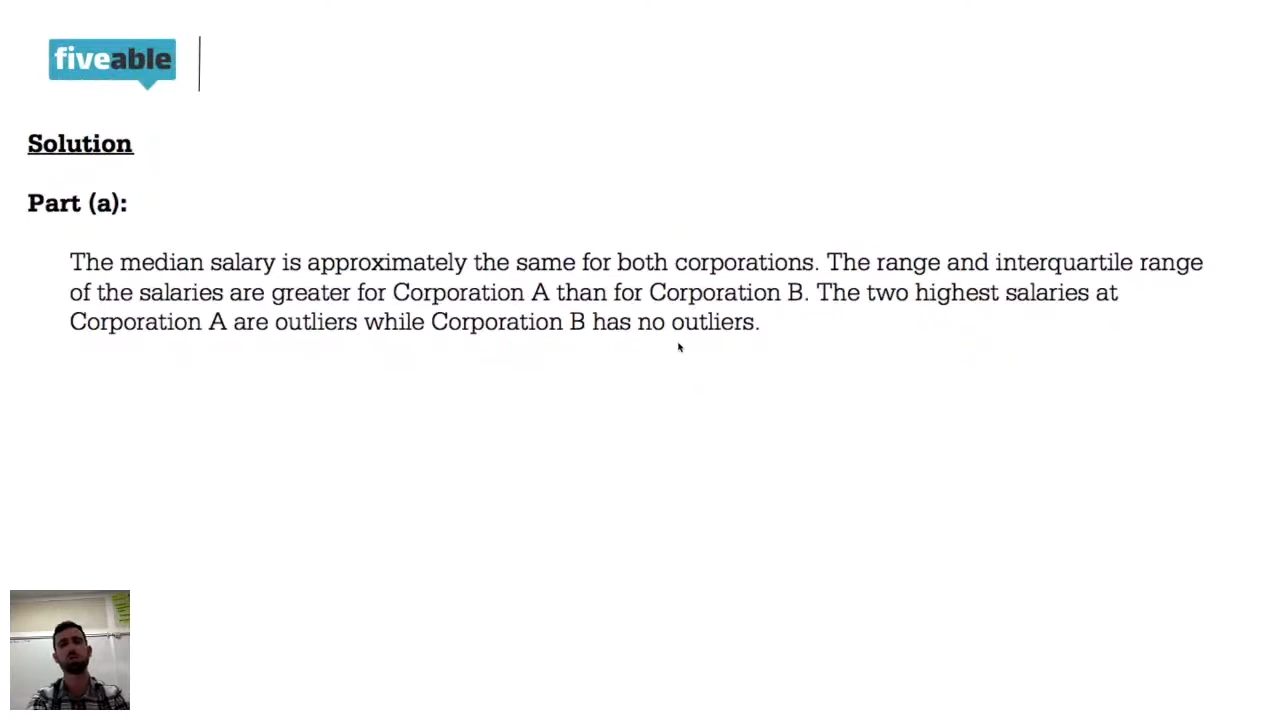 fiveable
Solution
Part (a):
The median salary is approximately the same for both corporations. The range and interquartile range
of the salaries are greater for Corporation A than for Corporation B. The two highest salaries at
Corporation A are outliers while Corporation B has no outliers.